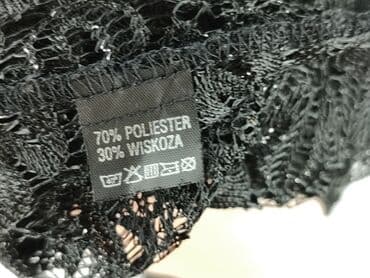 70% POLIESTER
30% WISKOZA